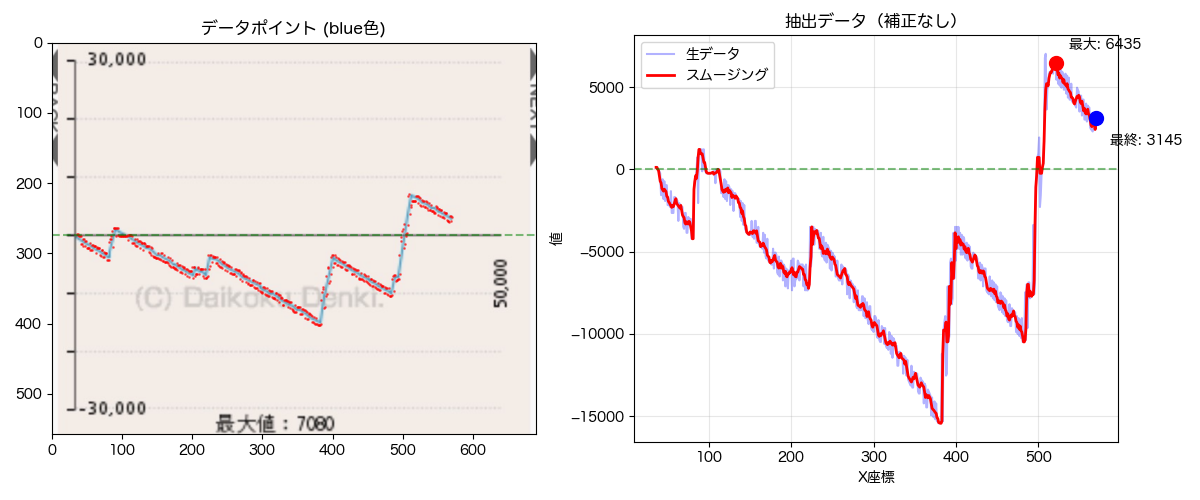 データポイント (blue色)
0
100
200
300
400
500
0
100
200
300
400
500
600
30,000
-30,000
50,000
NEXT
BACK
(C) Daikoku Denki.
最大値：7080
抽出データ（補正なし）
生データ
スムージング
最大: 6435
最終: 3145
値
5000
0
−5000
−10000
−15000
100
200
300
400
500
X座標